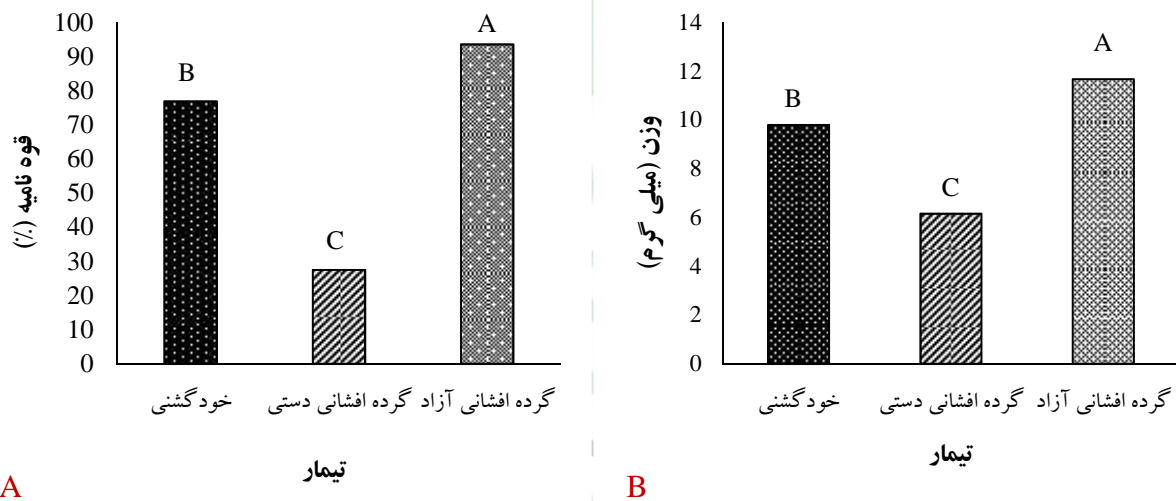 قوه نامیه (٪)
100
90
80
70
60
50
40
30
20
10
0
B
C
A
خودگشنی
گرده افشانی دستی
گرده افشانی آزاد
تیمار
A
وزن (میلی گرم)
14
12
10
8
6
4
2
0
B
C
A
خودگشنی
گرده افشانی دستی
گرده افشانی آزاد
تیمار
B